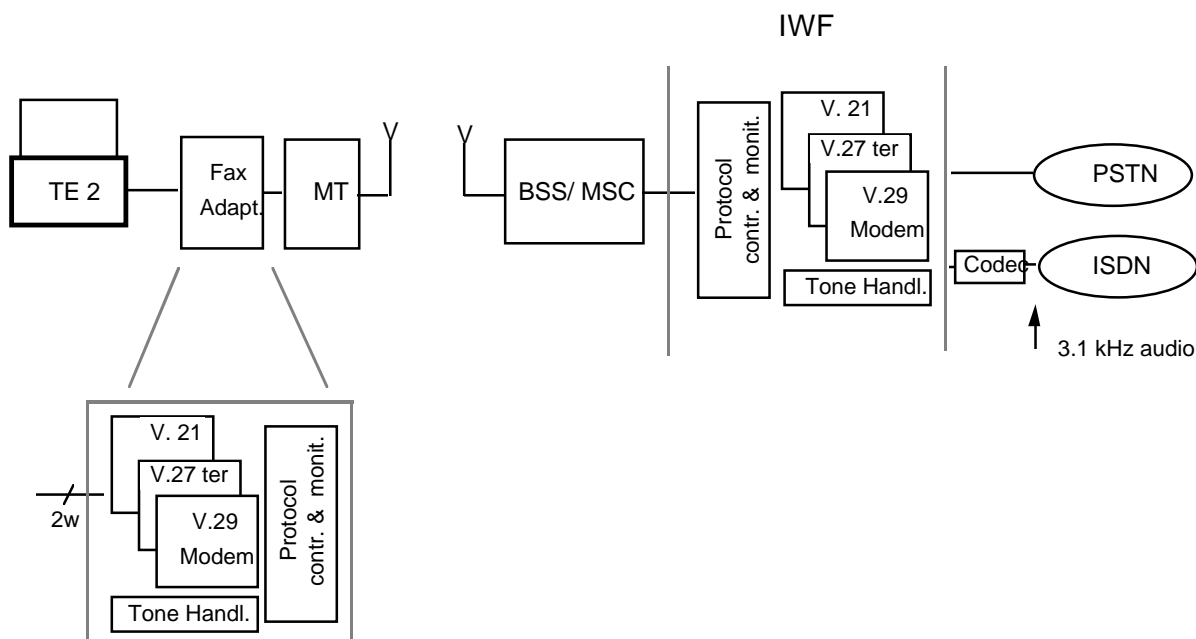 IWF
TE 2
Fax
Adapt.
MT
V
V
BSS/ MSC
Protocol
contr. & monit.
V. 21
V.27 ter
V.29
Modem
Tone Handl.
PSTN
Codec
ISDN
3.1 kHz audio
2w
V. 21
V.27 ter
V.29
Modem
Tone Handl.
Protocol
contr. & monit.